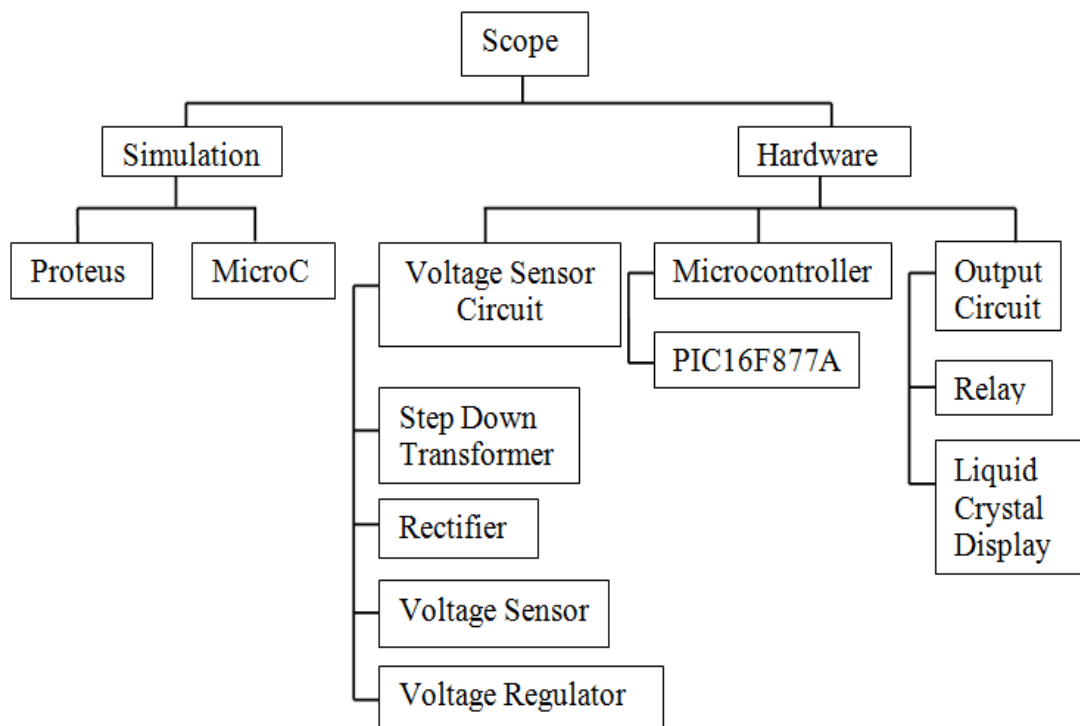 Scope
Simulation
Hardware
Proteus
MicroC
Voltage Sensor
Circuit
Microcontroller
Output
Circuit
PIC16F877A
Relay
Step Down
Transformer
Liquid
Crystal
Display
Rectifier
Voltage Sensor
Voltage Regulator